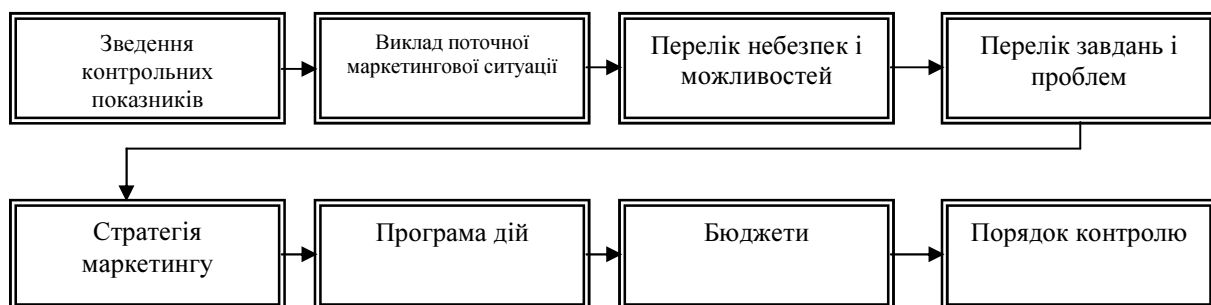 Зведення
контрольних
показників
Виклад поточної
маркетингової ситуації
Перелік небезпек і
можливостей
Перелік завдань і
проблем
Стратегія
маркетингу
Програма дій
Бюджети
Порядок контролю